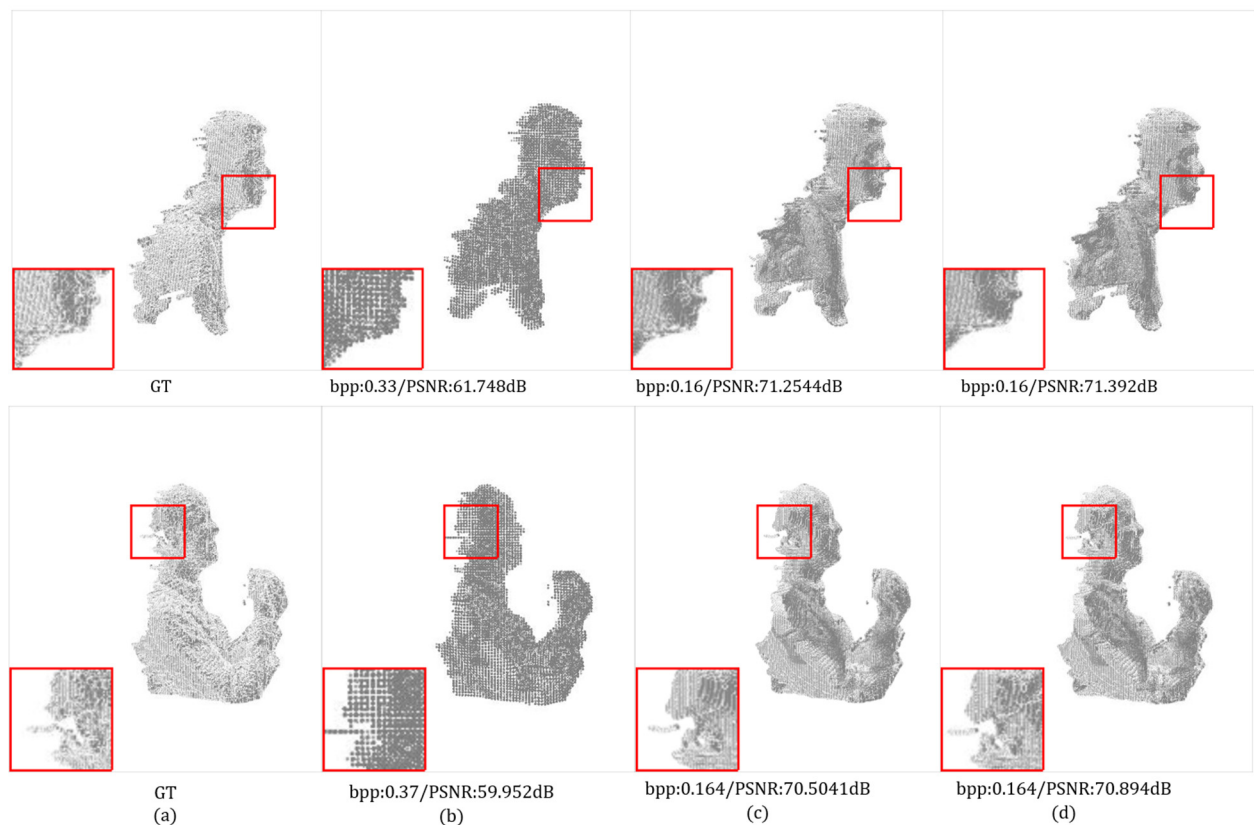 GT bpp:0.33/PSNR:61.748dB bpp:0.16/PSNR:71.2544dB bpp:0.16/PSNR:71.392dB
GT bpp:0.37/PSNR:59.952dB bpp:0.164/PSNR:70.5041dB bpp:0.164/PSNR:70.894dB
(a) (b) (c) (d)